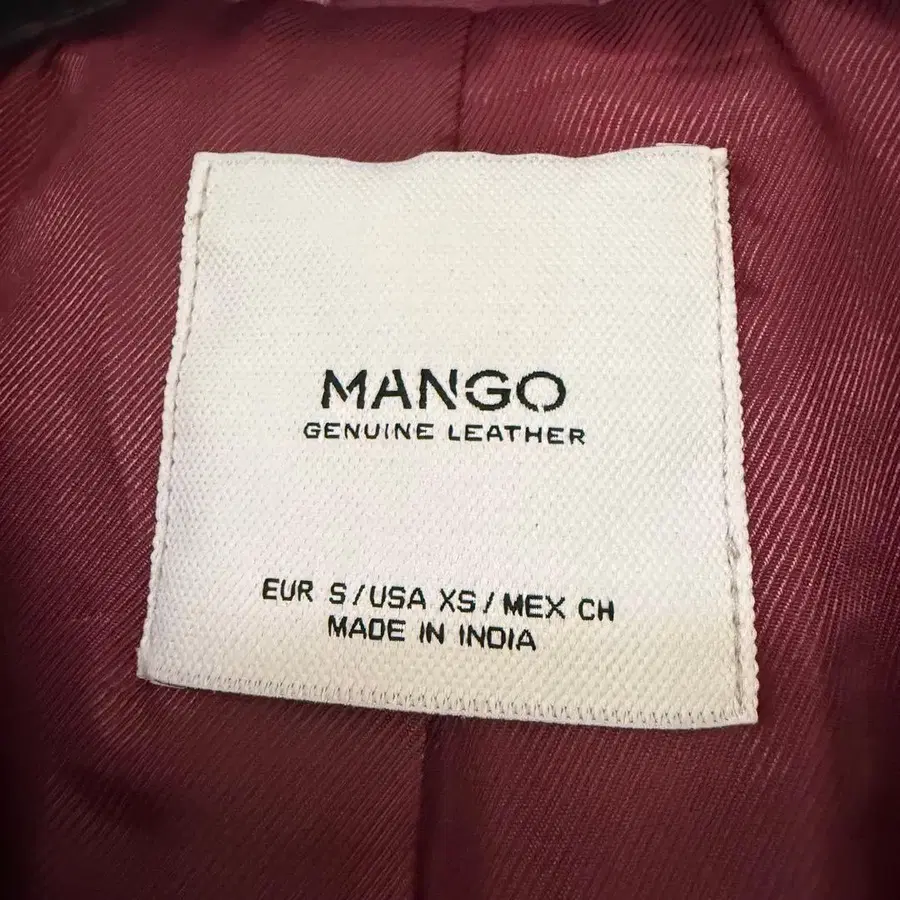 MANGO
GENUINE LEATHER
EUR S/USA XS/MEX CH
MADE IN INDIA